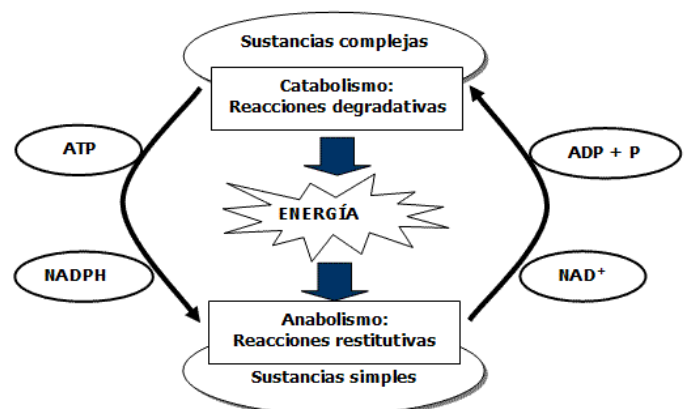 Sustancias complejas
Catabolismo:
Reacciones degradativas
ATP
ADP + P
ENERGÍA
NADPH
NAD⁺
Anabolismo:
Reacciones restitutivas
Sustancias simples